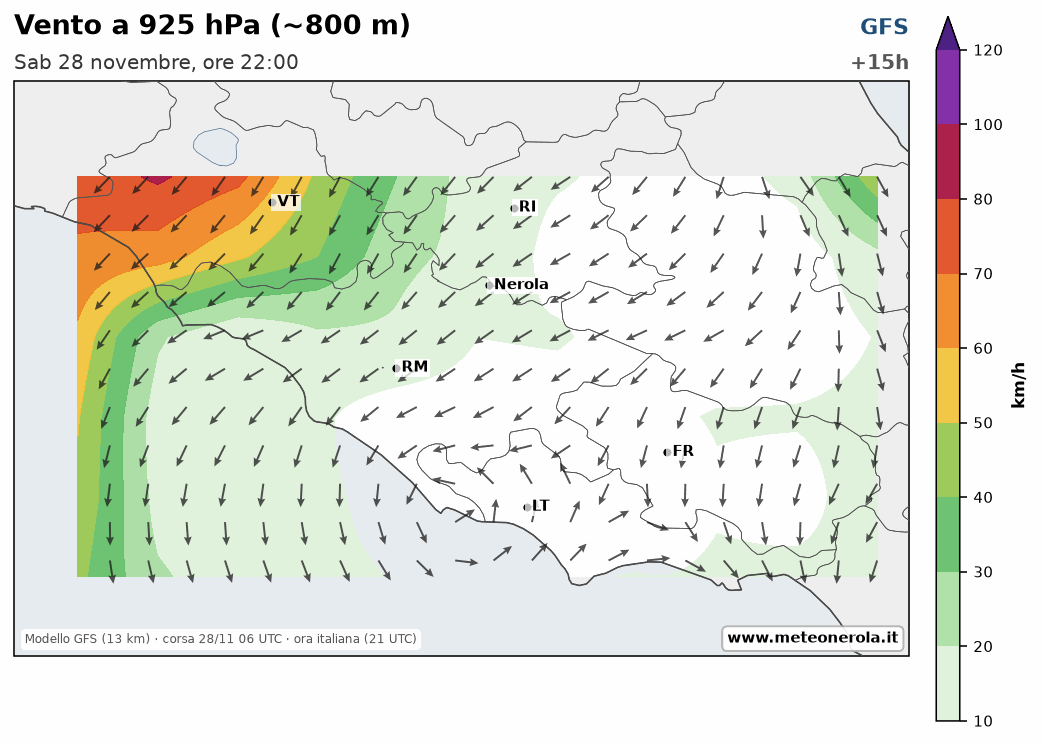 Vento a 925 hPa (~800 m)
GFS
Sab 28 novembre, ore 22:00
+15h
VT
RI
Nerola
RM
FR
LT
Modello GFS (13 km) · corsa 28/11 06 UTC · ora italiana (21 UTC)
www.meteonerola.it
120
100
80
70
60
50
40
30
20
10
km/h